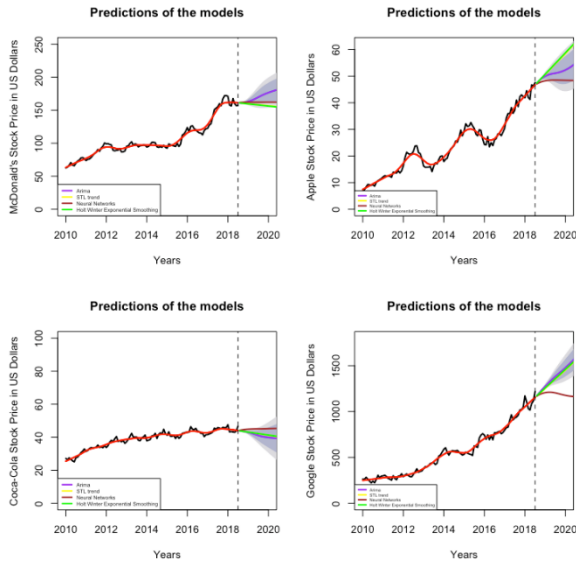 Predictions of the models
McDonald's Stock Price in US Dollars
250
200
150
100
50
0
Arima
STL trend
Neural Networks
Holt Winter Exponential Smoothing
2010 2012 2014 2016 2018 2020
Years
Predictions of the models
Apple Stock Price in US Dollars
60
50
40
30
20
10
0
Arima
STL trend
Neural Networks
Holt Winter Exponential Smoothing
2010 2012 2014 2016 2018 2020
Years
Predictions of the models
Coca-Cola Stock Price in US Dollars
100
80
60
40
20
0
Arima
STL trend
Neural Networks
Holt Winter Exponential Smoothing
2010 2012 2014 2016 2018 2020
Years
Predictions of the models
Google Stock Price in US Dollars
1500
1000
500
0
Arima
STL trend
Neural Networks
Holt Winter Exponential Smoothing
2010 2012 2014 2016 2018 2020
Years